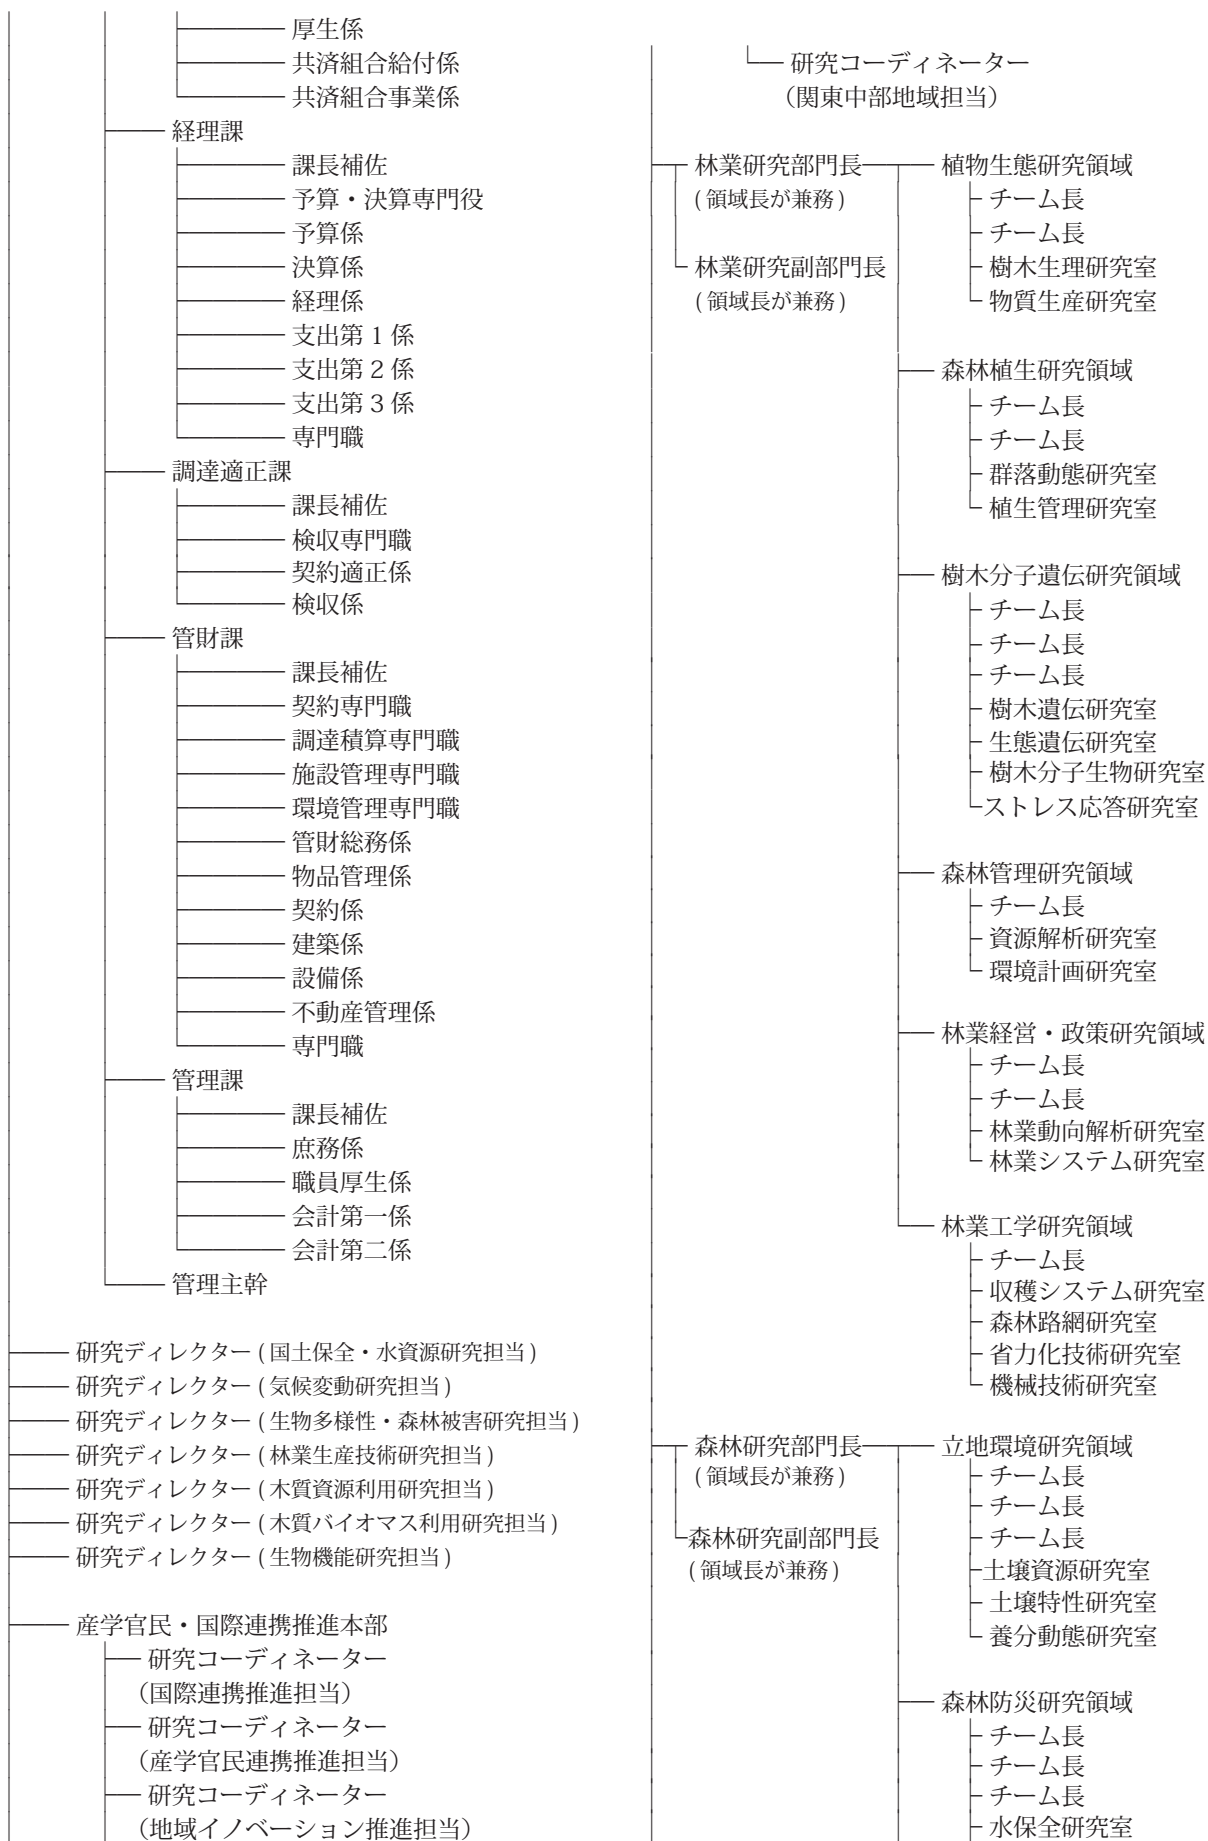 厚生係
共済組合給付係
共済組合事業係
経理課
課長補佐
予算・決算専門役
予算係
決算係
経理係
支出第 1 係
支出第 2 係
支出第 3 係
専門職
調達適正課
課長補佐
検収専門職
契約適正係
検収係
管財課
課長補佐
契約専門職
調達積算専門職
施設管理専門職
環境管理専門職
管財総務係
物品管理係
契約係
建築係
設備係
不動産管理係
専門職
管理課
課長補佐
庶務係
職員厚生係
会計第一係
会計第二係
管理主幹
研究ディレクター ( 国土保全・水資源研究担当 )
研究ディレクター ( 気候変動研究担当 )
研究ディレクター ( 生物多様性・森林被害研究担当 )
研究ディレクター ( 林業生産技術研究担当 )
研究ディレクター ( 木質資源利用研究担当 )
研究ディレクター ( 木質バイオマス利用研究担当 )
研究ディレクター ( 生物機能研究担当 )
産学官民・国際連携推進本部
研究コーディネーター
（国際連携推進担当）
研究コーディネーター
（産学官民連携推進担当）
研究コーディネーター
（地域イノベーション推進担当）
研究コーディネーター
（関東中部地域担当）
林業研究部門長
( 領域長が兼務 )
林業研究副部門長
( 領域長が兼務 )
植物生態研究領域
チーム長
チーム長
樹木生理研究室
物質生産研究室
森林植生研究領域
チーム長
チーム長
群落動態研究室
植生管理研究室
樹木分子遺伝研究領域
チーム長
チーム長
チーム長
樹木遺伝研究室
生態遺伝研究室
樹木分子生物研究室
ストレス応答研究室
森林管理研究領域
チーム長
資源解析研究室
環境計画研究室
林業経営・政策研究領域
チーム長
チーム長
林業動向解析研究室
林業システム研究室
林業工学研究領域
チーム長
収穫システム研究室
森林路網研究室
省力化技術研究室
機械技術研究室
森林研究部門長
( 領域長が兼務 )
森林研究副部門長
( 領域長が兼務 )
立地環境研究領域
チーム長
チーム長
チーム長
土壌資源研究室
土壌特性研究室
養分動態研究室
森林防災研究領域
チーム長
チーム長
チーム長
水保全研究室